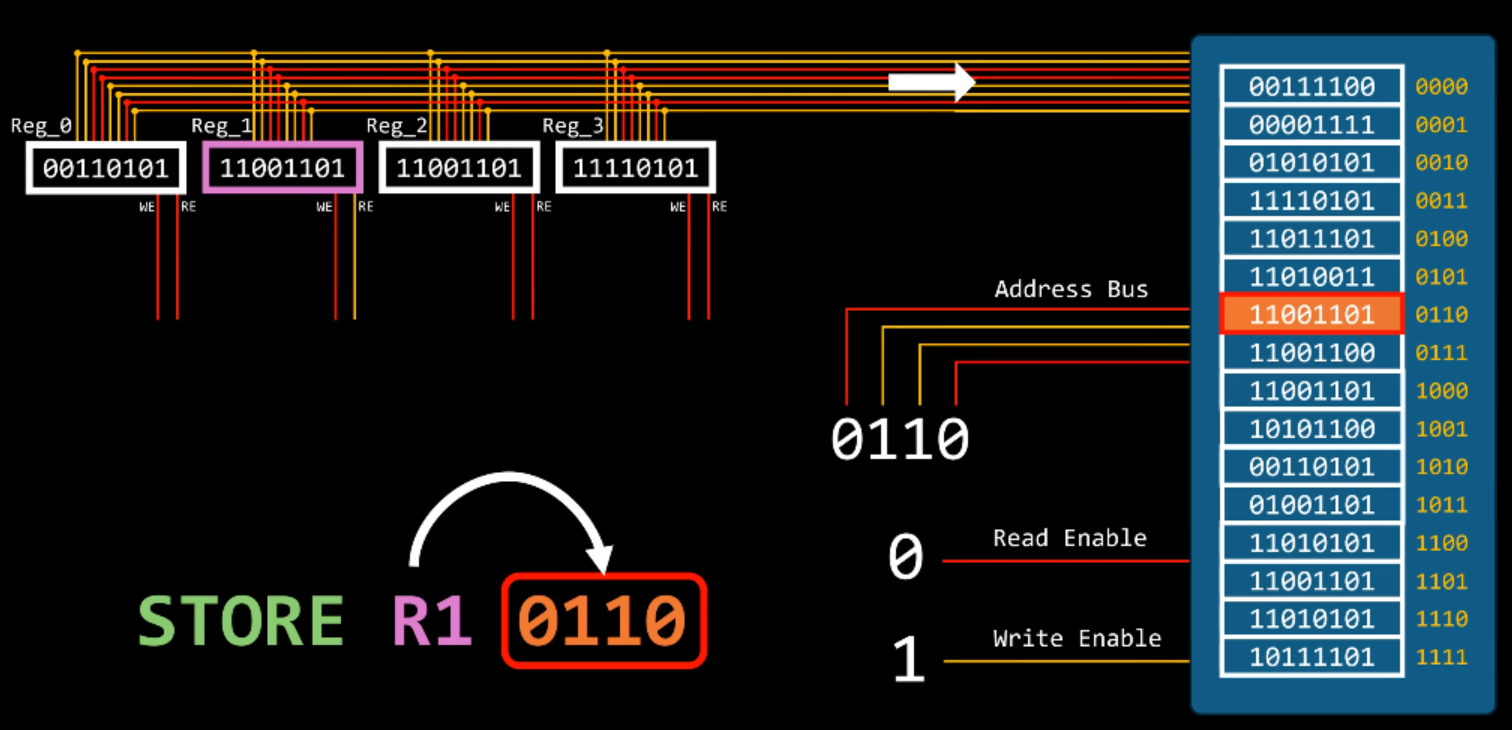 Reg_0 Reg_1 Reg_2 Reg_3
00110101 11001101 11001101 11110101
WE RE WE RE WE RE WE RE
00111100 0000
00001111 0001
01010101 0010
11110101 0011
11011101 0100
11010011 0101
11001101 0110
11001100 0111
11001101 1000
10101100 1001
00110101 1010
01001101 1011
11010101 1100
11001101 1101
11010101 1110
10111101 1111
Address Bus
0110
0 Read Enable
1 Write Enable
STORE R1 0110